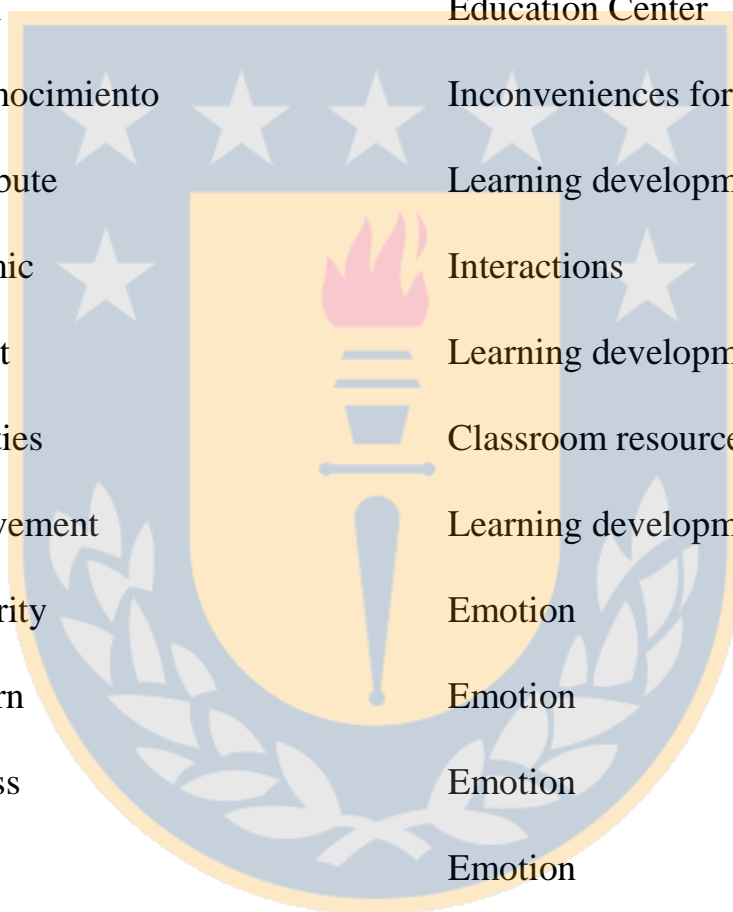 Education Center
nocimiento Inconveniences for
bute Learning developm
nic Interactions
t Learning developm
ties Classroom resource
vement Learning developm
rity Emotion
rn Emotion
ss Emotion
Emotion